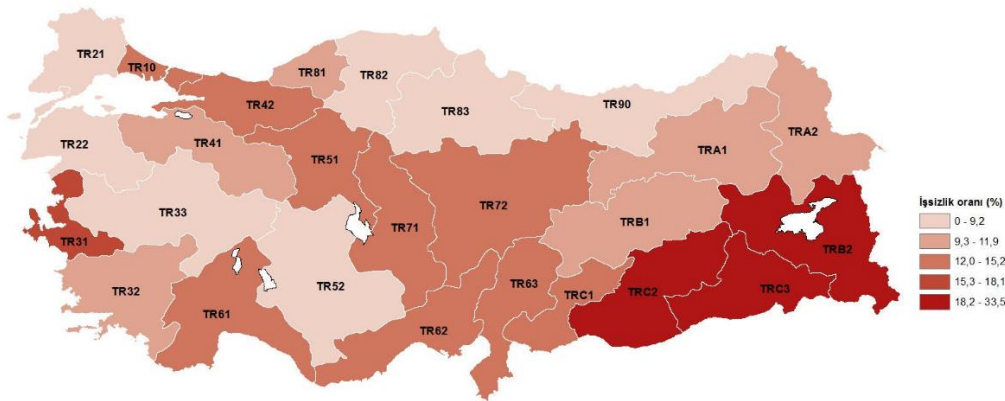 TR21
TR10
TR81
TR82
TR42
TR83
TR90
TR22
TR41
TRA2
TRA1
TR51
TR33
TR71
TR72
TRB1
TR31
TRB2
TR32
TR52
TR63
TRC1
TRC2
TRC3
TR61
TR62
İşsizlik oranı (%)
0 - 9,2
9,3 - 11,9
12,0 - 15,2
15,3 - 18,1
18,2 - 33,5